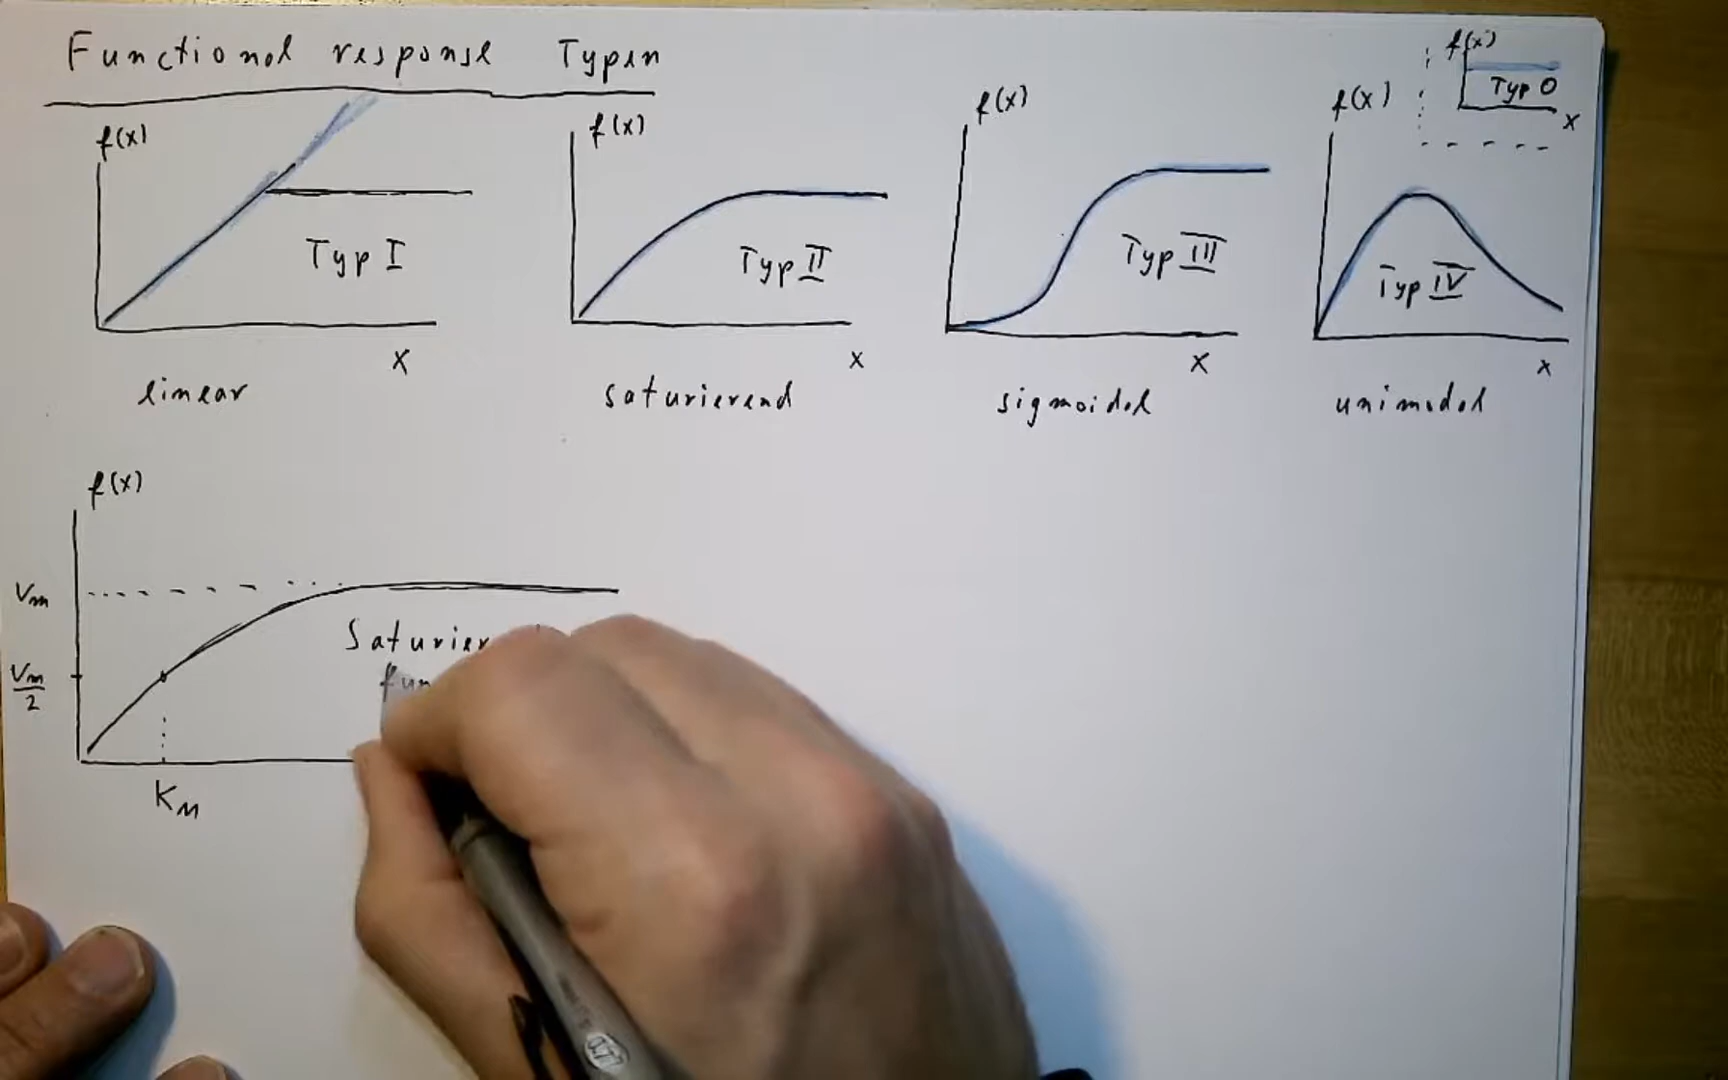 Functional response Typen
f(x)
Typ 0
x
f(x)
Typ I
x
linear
f(x)
Typ II
x
saturierend
f(x)
Typ III
x
sigmoidal
f(x)
Typ IV
x
unimodal
f(x)
Vm
Vm
2
KM